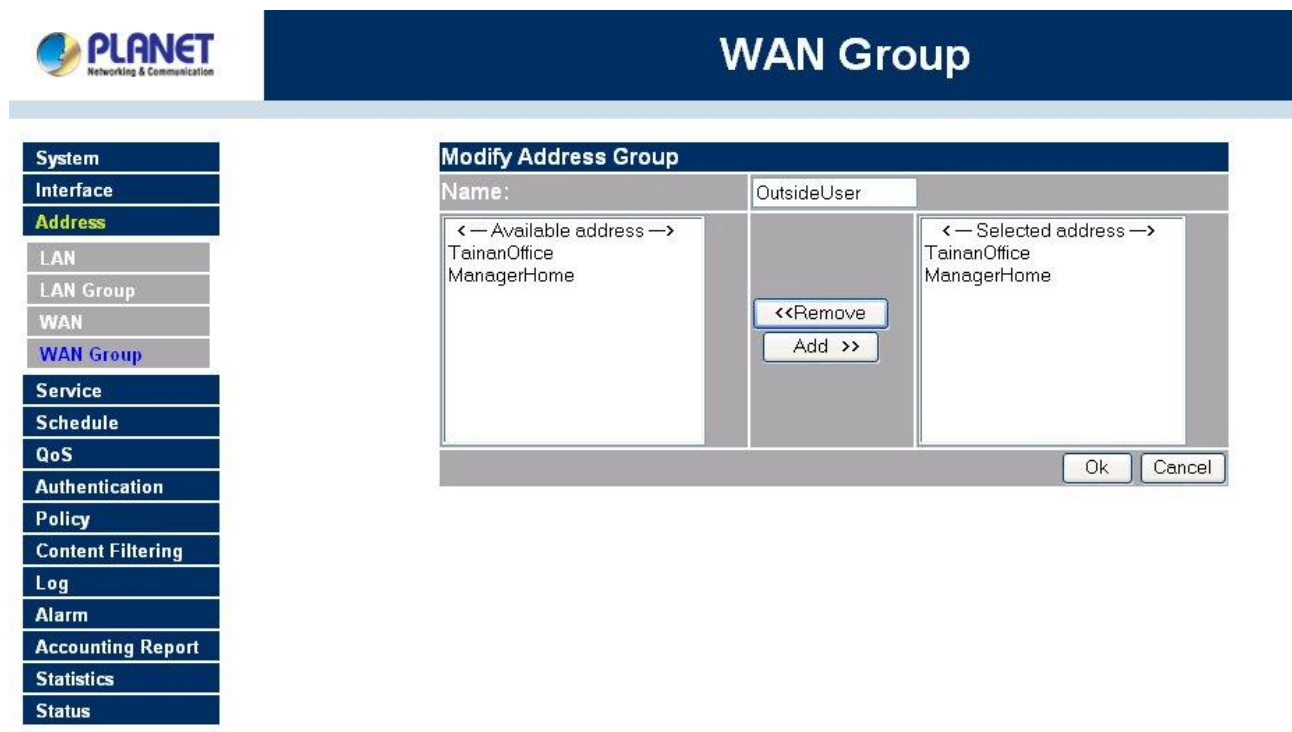 PLANET
Networking & Communication
WAN Group
System
Interface
Address
LAN
LAN Group
WAN
WAN Group
Service
Schedule
QoS
Authentication
Policy
Content Filtering
Log
Alarm
Accounting Report
Statistics
Status
Modify Address Group
Name: OutsideUser
<— Available address —>
TainanOffice
ManagerHome
<<Remove
Add >>
<— Selected address —>
TainanOffice
ManagerHome
Ok Cancel